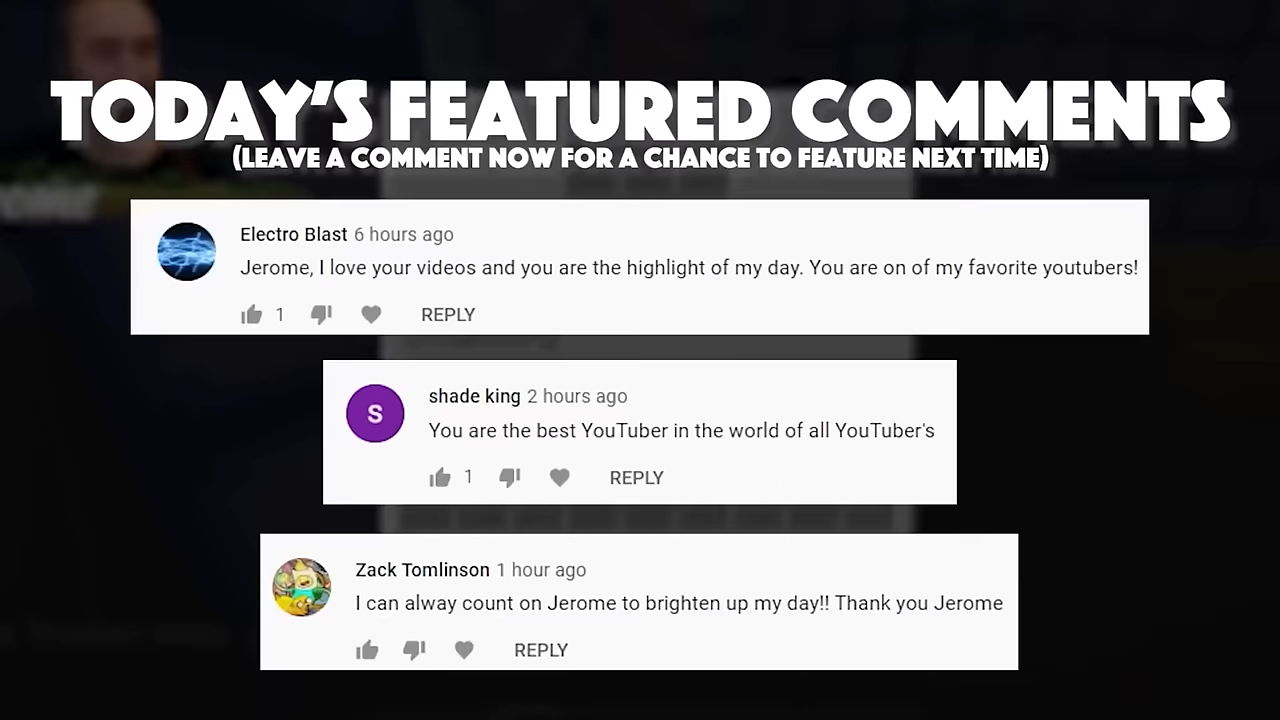 TODAY'S FEATURED COMMENTS
(LEAVE A COMMENT NOW FOR A CHANCE TO FEATURE NEXT TIME)
Electro Blast 6 hours ago
Jerome, I love your videos and you are the highlight of my day. You are on of my favorite youtubers!
1 REPLY
S
shade king 2 hours ago
You are the best YouTuber in the world of all YouTuber's
1 REPLY
Zack Tomlinson 1 hour ago
I can alway count on Jerome to brighten up my day!! Thank you Jerome
REPLY